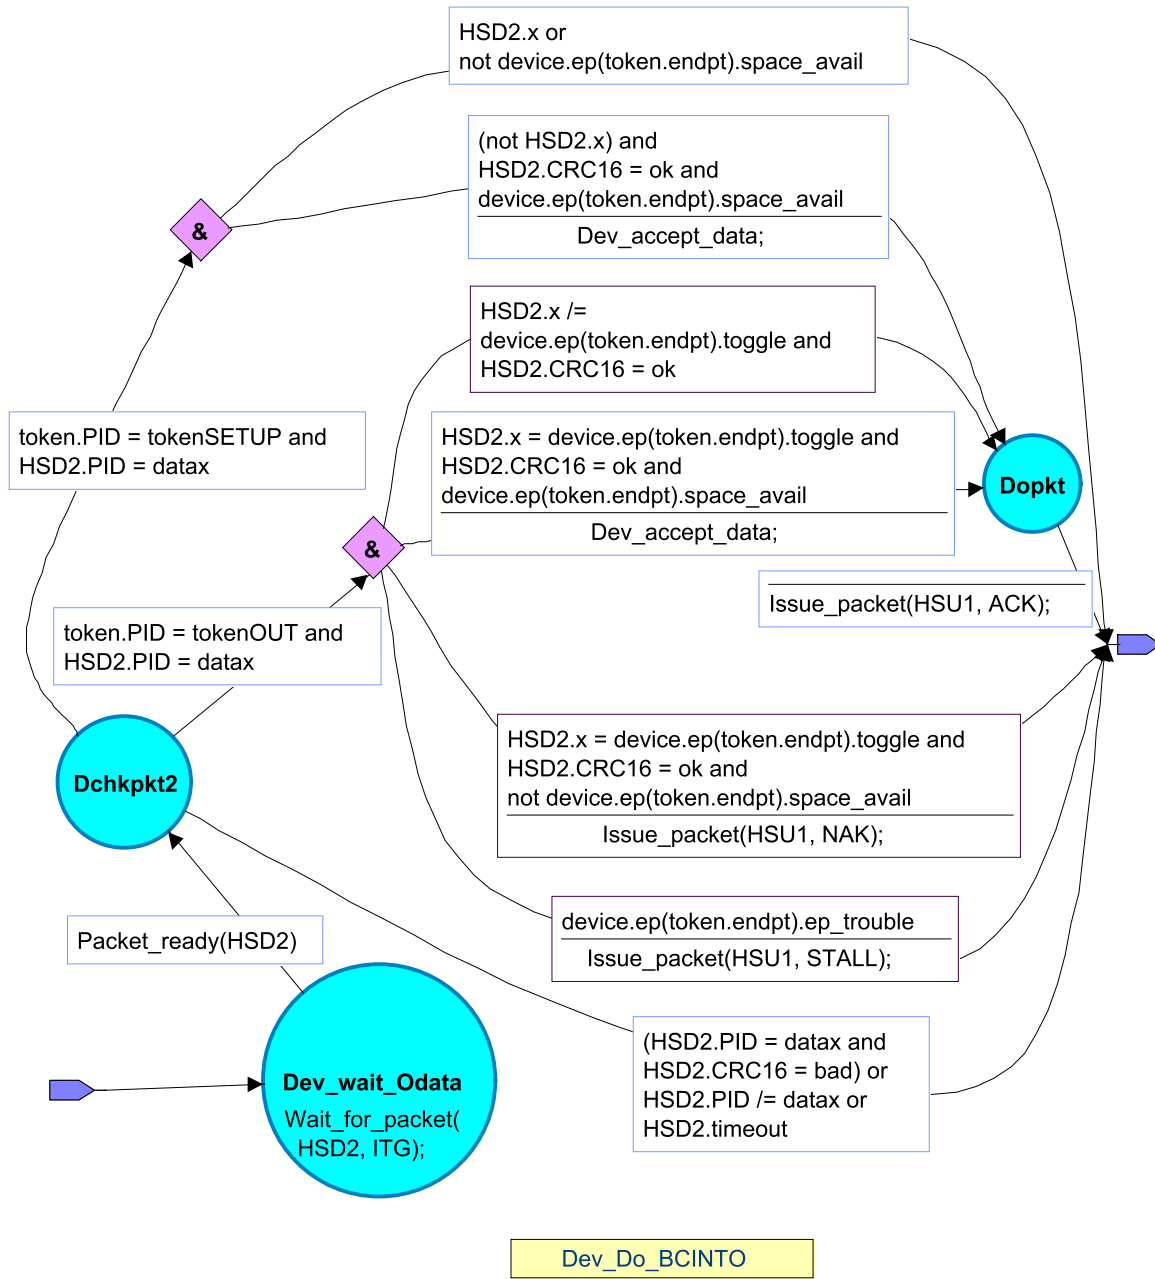 HSD2.x or
not device.ep(token.endpt).space_avail
(not HSD2.x) and
HSD2.CRC16 = ok and
device.ep(token.endpt).space_avail
Dev_accept_data;
&
HSD2.x /=
device.ep(token.endpt).toggle and
HSD2.CRC16 = ok
token.PID = tokenSETUP and
HSD2.PID = datax
HSD2.x = device.ep(token.endpt).toggle and
HSD2.CRC16 = ok and
device.ep(token.endpt).space_avail
Dev_accept_data;
Dopkt
&
Issue_packet(HSU1, ACK);
token.PID = tokenOUT and
HSD2.PID = datax
HSD2.x = device.ep(token.endpt).toggle and
HSD2.CRC16 = ok and
not device.ep(token.endpt).space_avail
Issue_packet(HSU1, NAK);
Dchkpkt2
device.ep(token.endpt).ep_trouble
Issue_packet(HSU1, STALL);
Packet_ready(HSD2)
(HSD2.PID = datax and
HSD2.CRC16 = bad) or
HSD2.PID /= datax or
HSD2.timeout
Dev_wait_Odata
Wait_for_packet(
HSD2, ITG);
Dev_Do_BCINTO